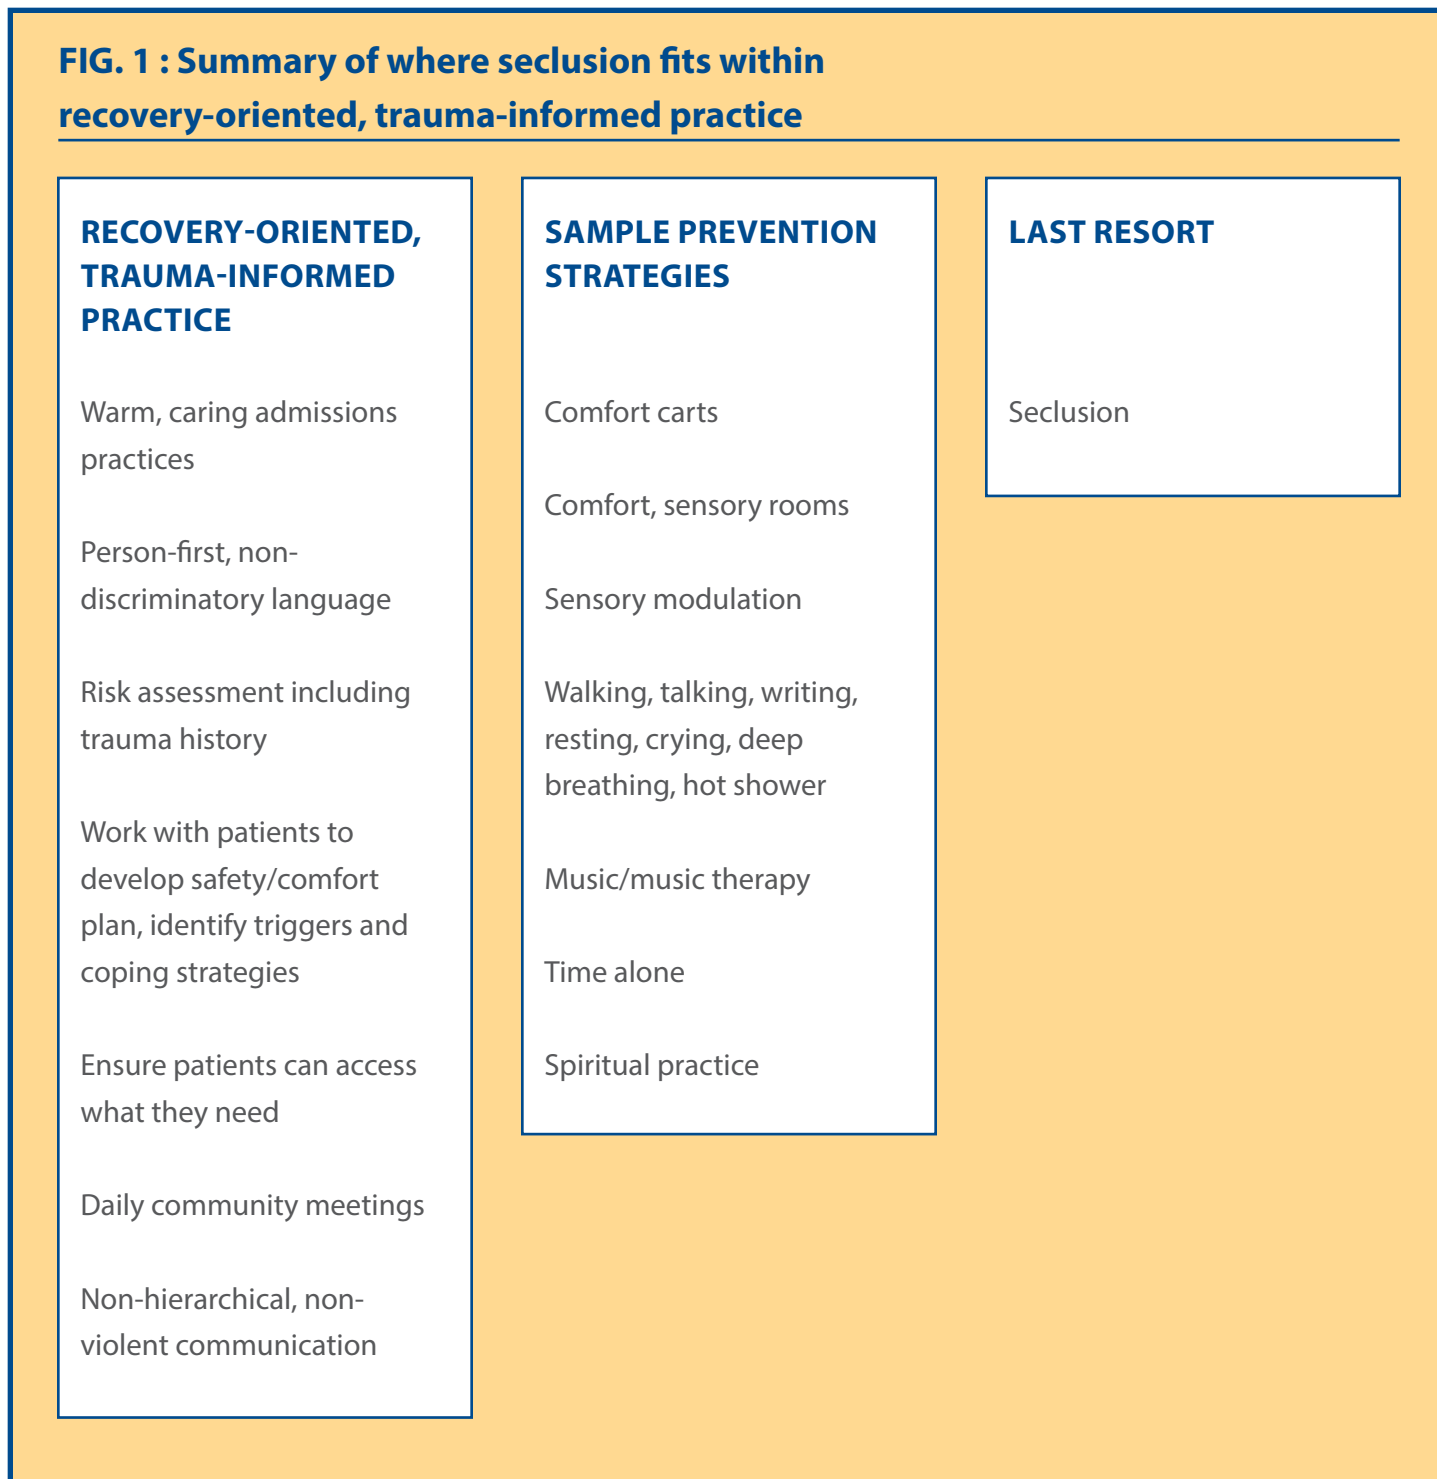 FIG. 1 : Summary of where seclusion fits within
recovery-oriented, trauma-informed practice
RECOVERY-ORIENTED,
TRAUMA-INFORMED
PRACTICE
Warm, caring admissions
practices
Person-first, non-
discriminatory language
Risk assessment including
trauma history
Work with patients to
develop safety/comfort
plan, identify triggers and
coping strategies
Ensure patients can access
what they need
Daily community meetings
Non-hierarchical, non-
violent communication
SAMPLE PREVENTION
STRATEGIES
Comfort carts
Comfort, sensory rooms
Sensory modulation
Walking, talking, writing,
resting, crying, deep
breathing, hot shower
Music/music therapy
Time alone
Spiritual practice
LAST RESORT
Seclusion